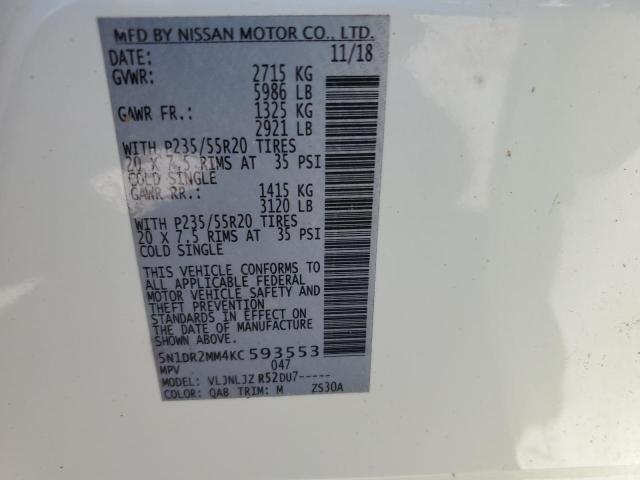 MFD BY NISSAN MOTOR CO., LTD.
DATE: 11/18
GVWR: 2715 KG
5986 LB
GAWR FR.: 1325 KG
2921 LB
WITH P235/55R20 TIRES
20 X 7.5 RIMS AT 35 PSI
COLD SINGLE
GAWR RR.: 1415 KG
3120 LB
WITH P235/55R20 TIRES
20 X 7.5 RIMS AT 35 PSI
COLD SINGLE
THIS VEHICLE CONFORMS TO
ALL APPLICABLE FEDERAL
MOTOR VEHICLE SAFETY AND
THEFT PREVENTION
STANDARDS IN EFFECT ON
THE DATE OF MANUFACTURE
SHOWN ABOVE.
5N1DR2MM4KC593553
MPV 047
MODEL: VLJNLJZ R52DU7-----
COLOR: QAB TRIM: M ZS30A